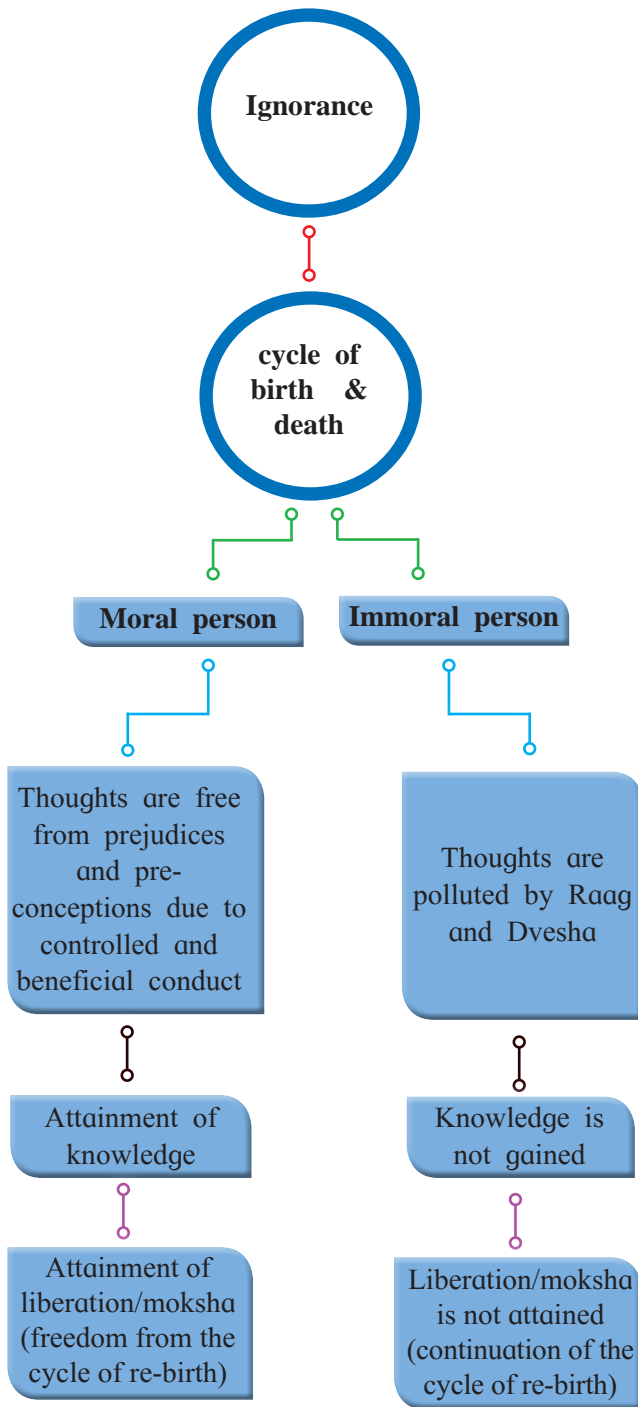 Ignorance
cycle of
birth &
death
Moral person
Immoral person
Thoughts are free
from prejudices
and pre-
conceptions due to
controlled and
beneficial conduct
Thoughts are
polluted by Raag
and Dvesha
Attainment of
knowledge
Knowledge is
not gained
Attainment of
liberation/moksha
(freedom from the
cycle of re-birth)
Liberation/moksha
is not attained
(continuation of the
cycle of re-birth)